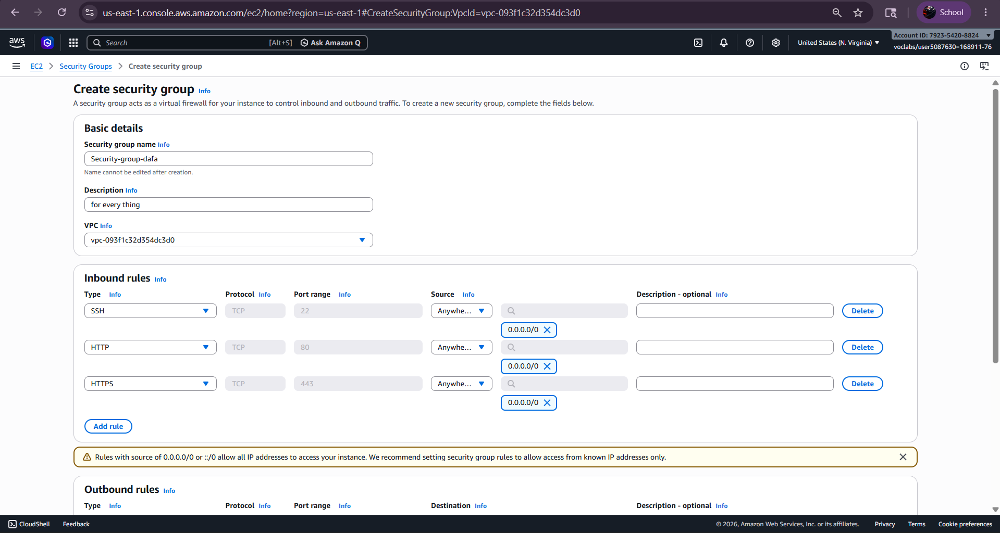 us-east-1.console.aws.amazon.com/ec2/home?region=us-east-1#CreateSecurityGroup:VpcId=vpc-093f1c32d354dc3d0
School
aws
Search
[Alt+S]
Ask Amazon Q
United States (N. Virginia)
Account ID: 7923-5420-8824
voclabs/user5087630=168911-76
EC2 > Security Groups > Create security group
Create security group Info
A security group acts as a virtual firewall for your instance to control inbound and outbound traffic. To create a new security group, complete the fields below.
Basic details
Security group name Info
Security-group-dafa
Name cannot be edited after creation.
Description Info
for every thing
VPC Info
vpc-093f1c32d354dc3d0
Inbound rules Info
Type Info Protocol Info Port range Info Source Info Description - optional Info
SSH TCP 22 Anywhe... Delete
0.0.0.0/0
HTTP TCP 80 Anywhe... Delete
0.0.0.0/0
HTTPS TCP 443 Anywhe... Delete
0.0.0.0/0
Add rule
Rules with source of 0.0.0.0/0 or ::/0 allow all IP addresses to access your instance. We recommend setting security group rules to allow access from known IP addresses only.
Outbound rules Info
Type Info Protocol Info Port range Info Destination Info Description - optional Info
CloudShell Feedback © 2026, Amazon Web Services, Inc. or its affiliates. Privacy Terms Cookie preferences